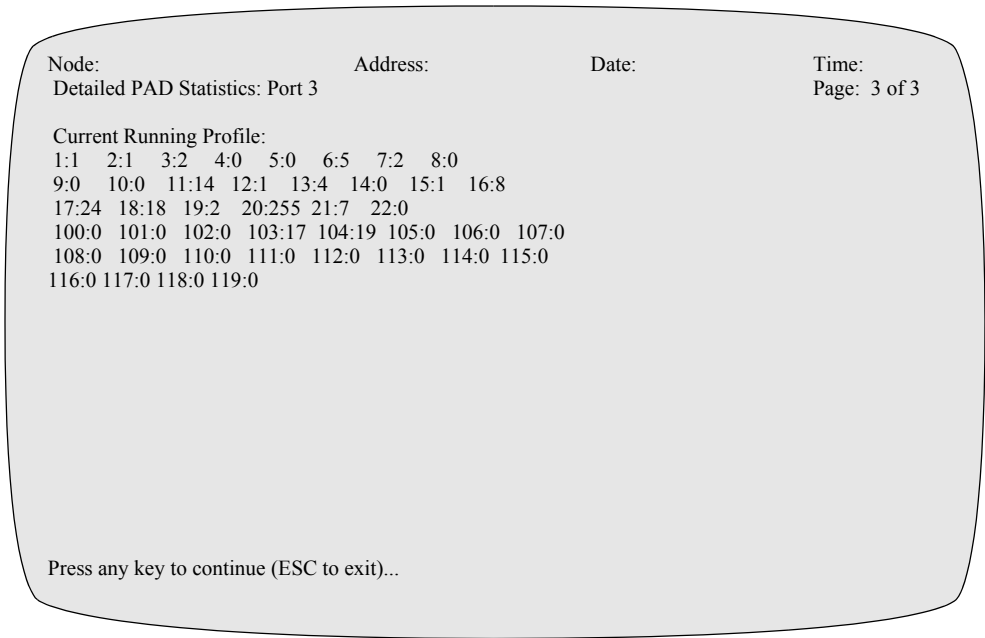 Node: Address: Date: Time:
Detailed PAD Statistics: Port 3 Page: 3 of 3
Current Running Profile:
1:1 2:1 3:2 4:0 5:0 6:5 7:2 8:0
9:0 10:0 11:14 12:1 13:4 14:0 15:1 16:8
17:24 18:18 19:2 20:255 21:7 22:0
100:0 101:0 102:0 103:17 104:19 105:0 106:0 107:0
108:0 109:0 110:0 111:0 112:0 113:0 114:0 115:0
116:0 117:0 118:0 119:0
Press any key to continue (ESC to exit)...